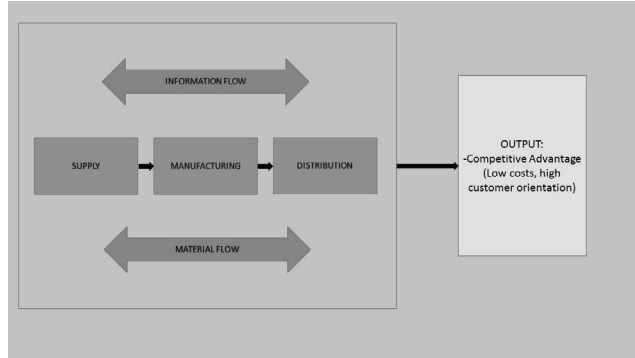 INFORMATION FLOW
SUPPLY
MANUFACTURING
DISTRIBUTION
MATERIAL FLOW
OUTPUT:
-Competitive Advantage
(Low costs, high
customer orientation)